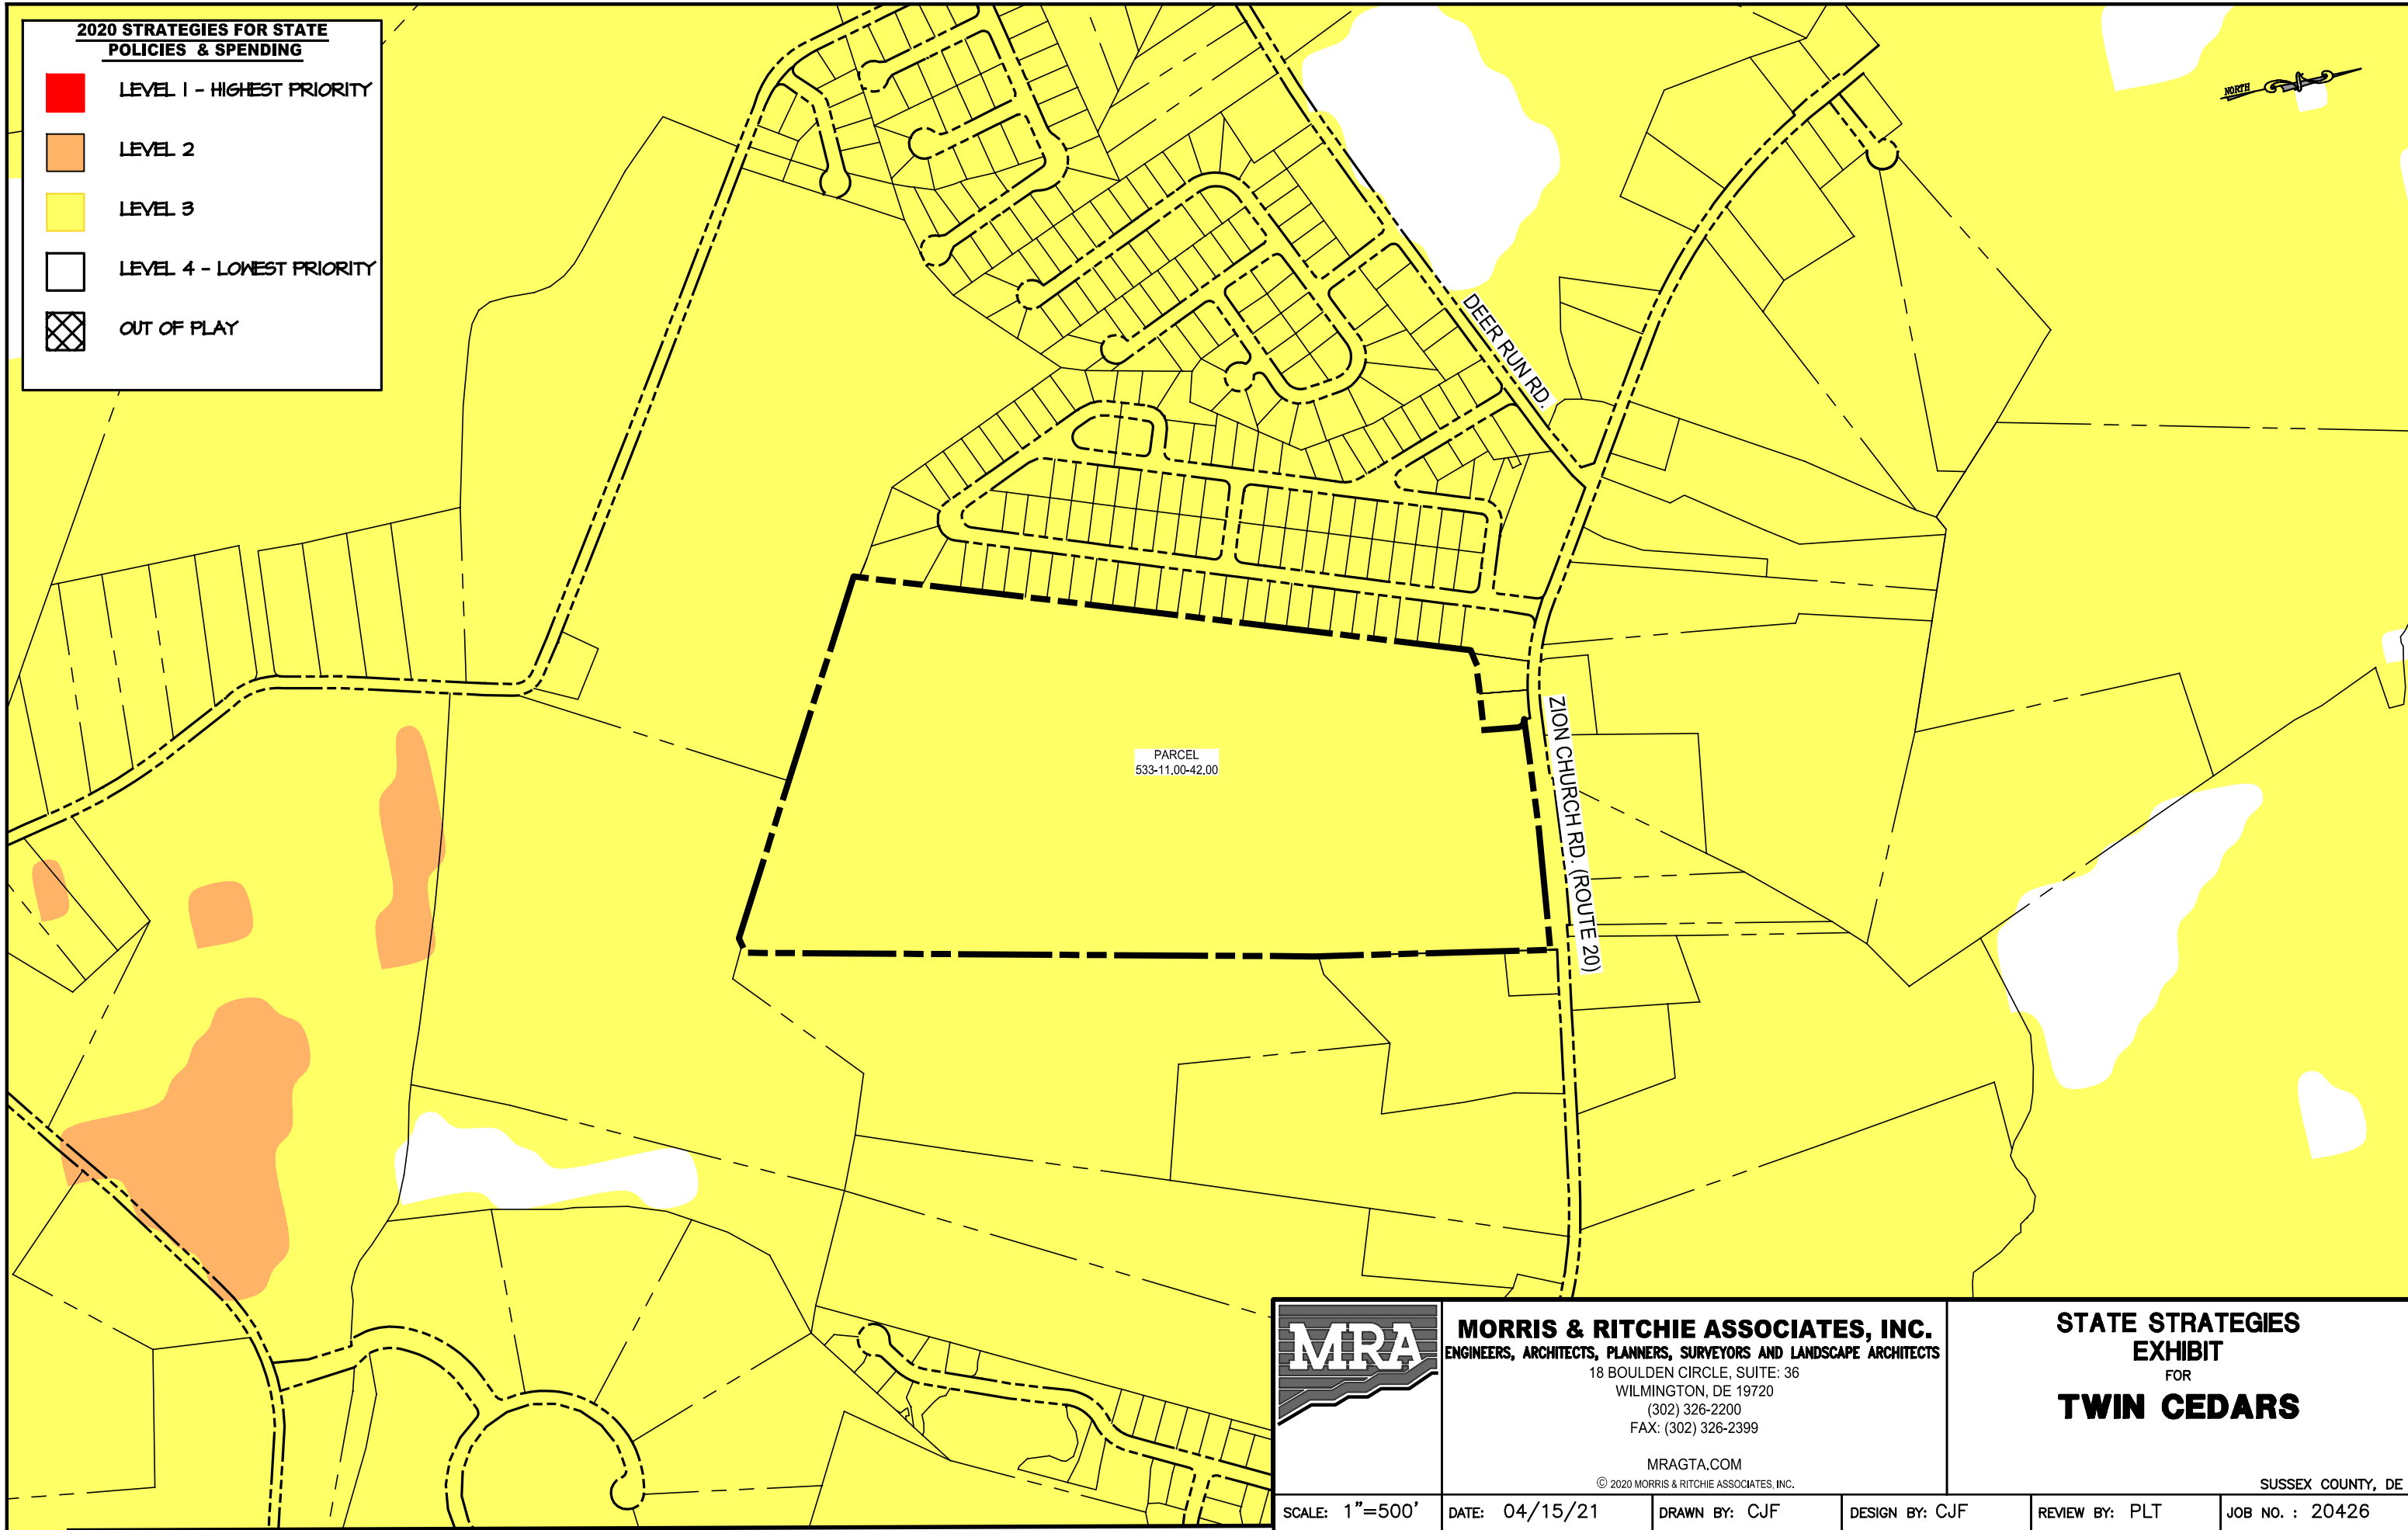 2020 STRATEGIES FOR STATE
POLICIES & SPENDING
LEVEL 1 - HIGHEST PRIORITY
LEVEL 2
LEVEL 3
LEVEL 4 - LOWEST PRIORITY
OUT OF PLAY
NORTH
DEER RUN RD.
ZION CHURCH RD. (ROUTE 20)
PARCEL
533-11.00-42.00
MRA
MORRIS & RITCHIE ASSOCIATES, INC.
ENGINEERS, ARCHITECTS, PLANNERS, SURVEYORS AND LANDSCAPE ARCHITECTS
18 BOULDEN CIRCLE, SUITE: 36
WILMINGTON, DE 19720
(302) 326-2200
FAX: (302) 326-2399
MRAGTA.COM
© 2020 MORRIS & RITCHIE ASSOCIATES, INC.
STATE STRATEGIES
EXHIBIT
FOR
TWIN CEDARS
SUSSEX COUNTY, DE
SCALE: 1"=500' DATE: 04/15/21 DRAWN BY: CJF DESIGN BY: CJF REVIEW BY: PLT JOB NO. : 20426